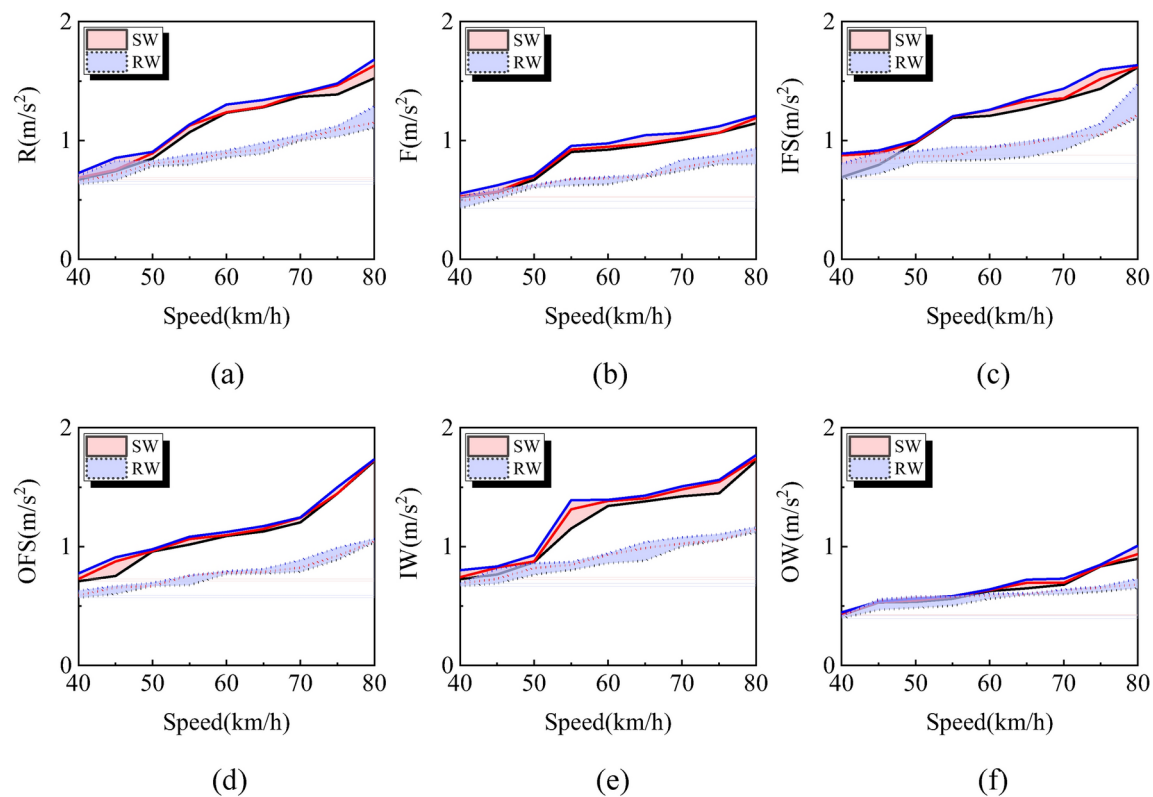 2
SW
RW
R(m/s²)
1
0
40 50 60 70 80
Speed(km/h)
(a)
2
SW
RW
F(m/s²)
1
0
40 50 60 70 80
Speed(km/h)
(b)
2
SW
RW
IFS(m/s²)
1
0
40 50 60 70 80
Speed(km/h)
(c)
2
SW
RW
OFS(m/s²)
1
0
40 50 60 70 80
Speed(km/h)
(d)
2
SW
RW
IW(m/s²)
1
0
40 50 60 70 80
Speed(km/h)
(e)
2
SW
RW
OW(m/s²)
1
0
40 50 60 70 80
Speed(km/h)
(f)